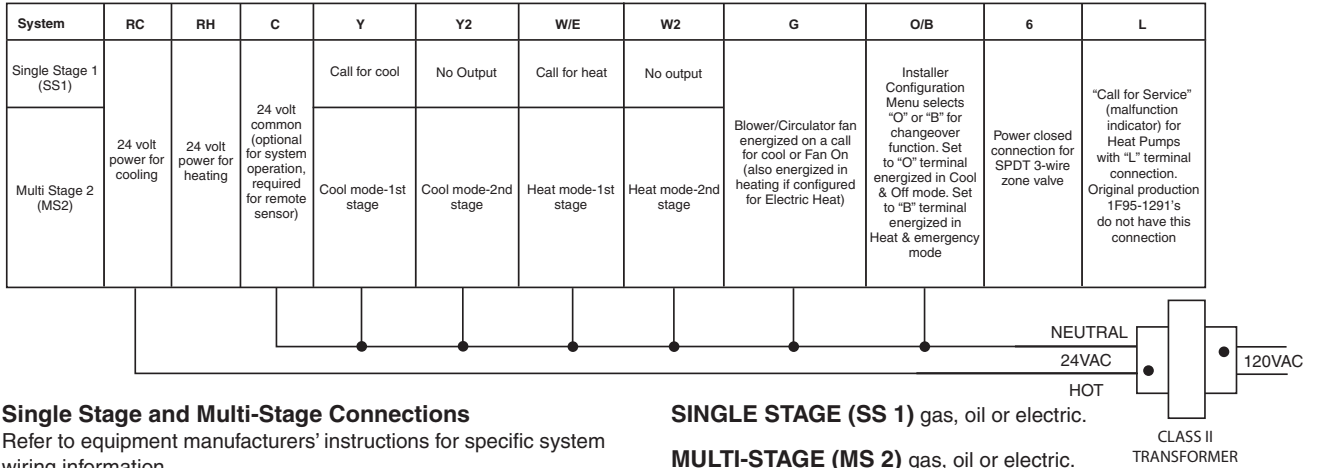 System RC RH C Y Y2 W/E W2 G O/B 6 L
Single Stage 1
(SS1)
Multi Stage 2
(MS2)
24 volt
power for
cooling
24 volt
power for
heating
24 volt
common
(optional
for system
operation,
required
for remote
sensor)
Call for cool
Cool mode-1st
stage
No Output
Cool mode-2nd
stage
Call for heat
Heat mode-1st
stage
No output
Heat mode-2nd
stage
Blower/Circulator fan
energized on a call
for cool or Fan On
(also energized in
heating if configured
for Electric Heat)
Installer
Configuration
Menu selects
“O” or “B” for
changeover
function. Set
to “O” terminal
energized in Cool
& Off mode. Set
to “B” terminal
energized in
Heat & emergency
mode
Power closed
connection for
SPDT 3-wire
zone valve
“Call for Service”
(malfunction
indicator) for
Heat Pumps
with “L” terminal
connection.
Original production
1F95-1291’s
do not have this
connection
NEUTRAL
24VAC
HOT
120VAC
CLASS II
TRANSFORMER
Single Stage and Multi-Stage Connections
Refer to equipment manufacturers’ instructions for specific system
wiring information
SINGLE STAGE (SS 1) gas, oil or electric.
MULTI-STAGE (MS 2) gas, oil or electric.